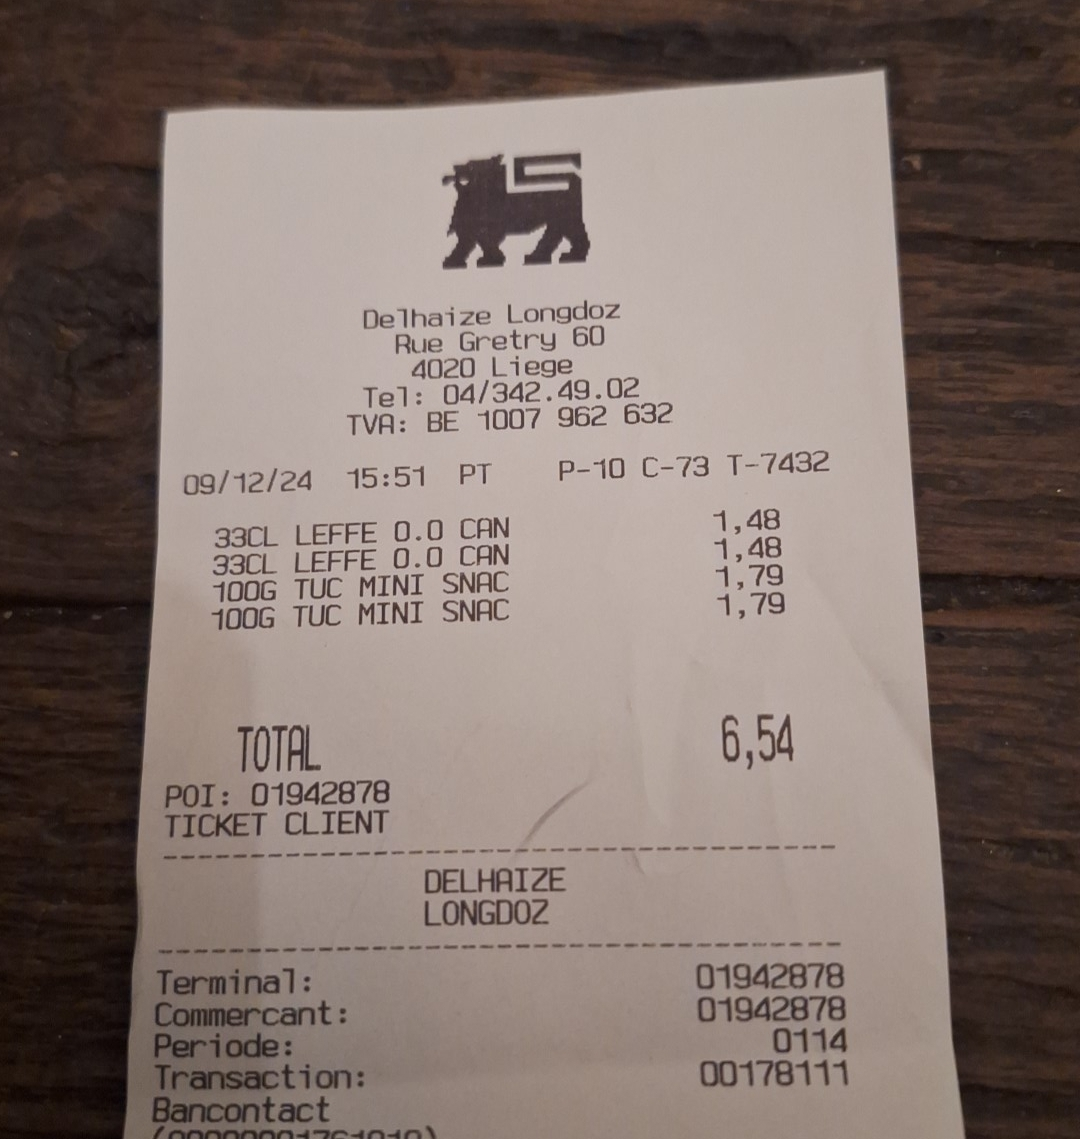 Delhaize Longdoz
Rue Gretry 60
4020 Liege
Tel: 04/342.49.02
TVA: BE 1007 962 632
09/12/24 15:51 PT P-10 C-73 T-7432
33CL LEFFE 0.0 CAN 1,48
33CL LEFFE 0.0 CAN 1,48
100G TUC MINI SNAC 1,79
100G TUC MINI SNAC 1,79
TOTAL 6,54
POI: 01942878
TICKET CLIENT
DELHAIZE
LONGDOZ
Terminal: 01942878
Commercant: 01942878
Periode: 0114
Transaction: 00178111
Bancontact